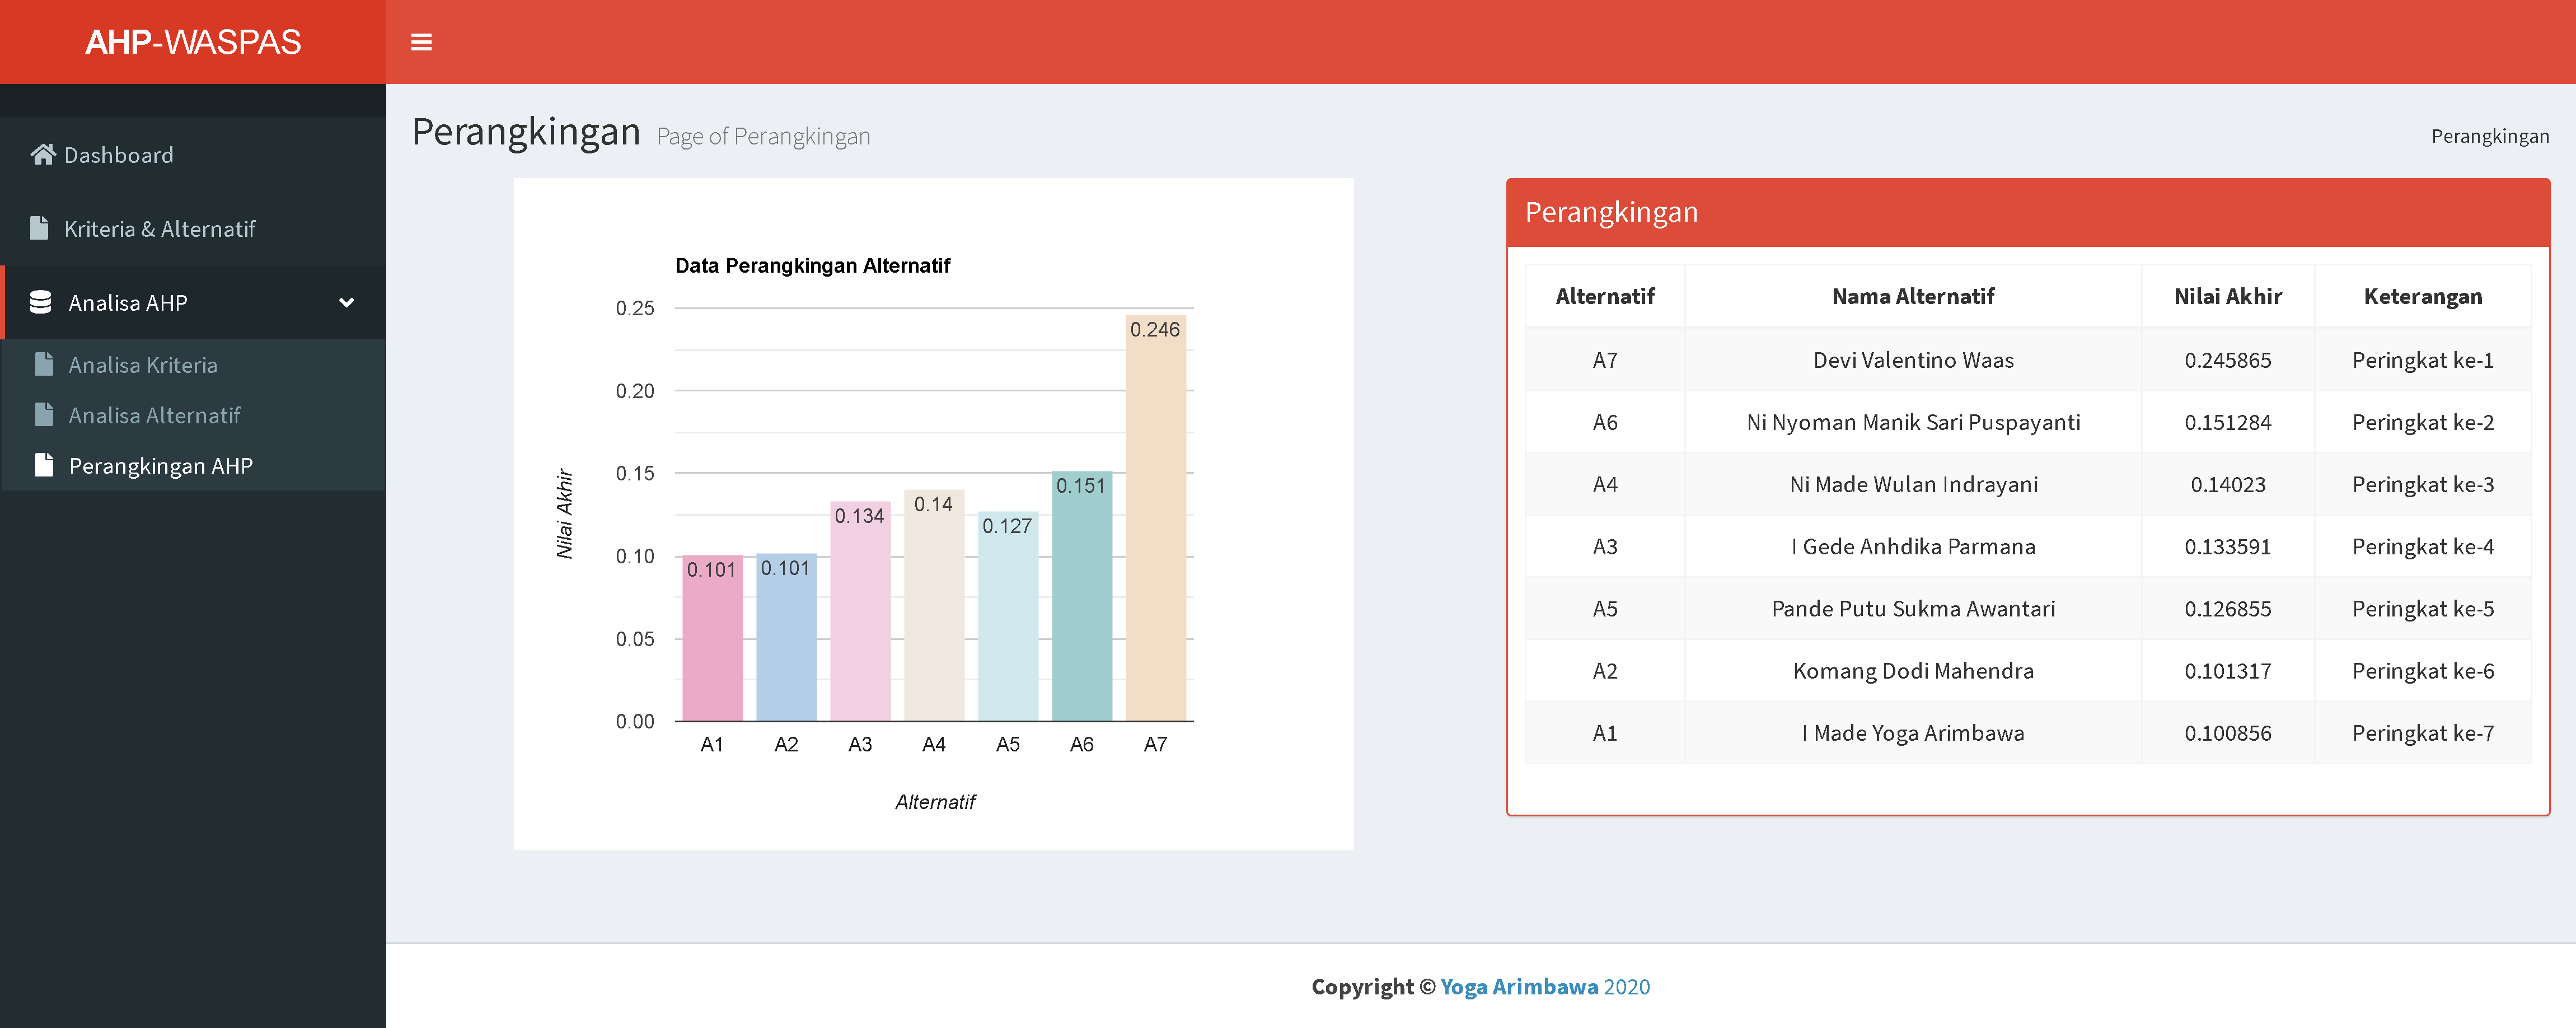 AHP-WASPAS
Dashboard
Kriteria & Alternatif
Analisa AHP
Analisa Kriteria
Analisa Alternatif
Perangkingan AHP
Perangkingan Page of Perangkingan
Perangkingan
Data Perangkingan Alternatif
0.25
0.20
0.15
0.10
0.05
0.00
Nilai Akhir
0.101
0.101
0.134
0.14
0.127
0.151
0.246
A1 A2 A3 A4 A5 A6 A7
Alternatif
Perangkingan
Alternatif Nama Alternatif Nilai Akhir Keterangan
A7 Devi Valentino Waas 0.245865 Peringkat ke-1
A6 Ni Nyoman Manik Sari Puspayanti 0.151284 Peringkat ke-2
A4 Ni Made Wulan Indrayani 0.14023 Peringkat ke-3
A3 I Gede Anhdika Parmana 0.133591 Peringkat ke-4
A5 Pande Putu Sukma Awantari 0.126855 Peringkat ke-5
A2 Komang Dodi Mahendra 0.101317 Peringkat ke-6
A1 I Made Yoga Arimbawa 0.100856 Peringkat ke-7
Copyright © Yoga Arimbawa 2020